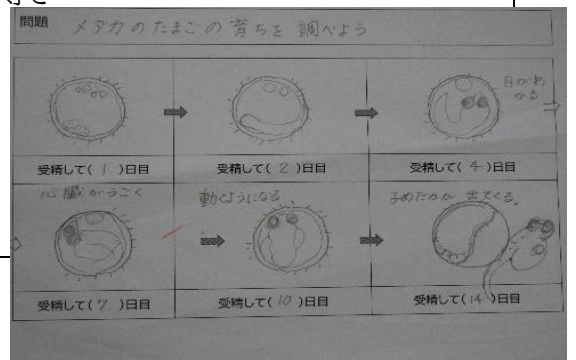 問題 メダカのたまごの育ちを調べよう
目がわかる
受精して( 1 )日目
受精して( 2 )日目
受精して( 4 )日目
心臓がうごく
動くようになる
子めだかが出てくる。
受精して( 7 )日目
受精して( 10 )日目
受精して( 14 )日目